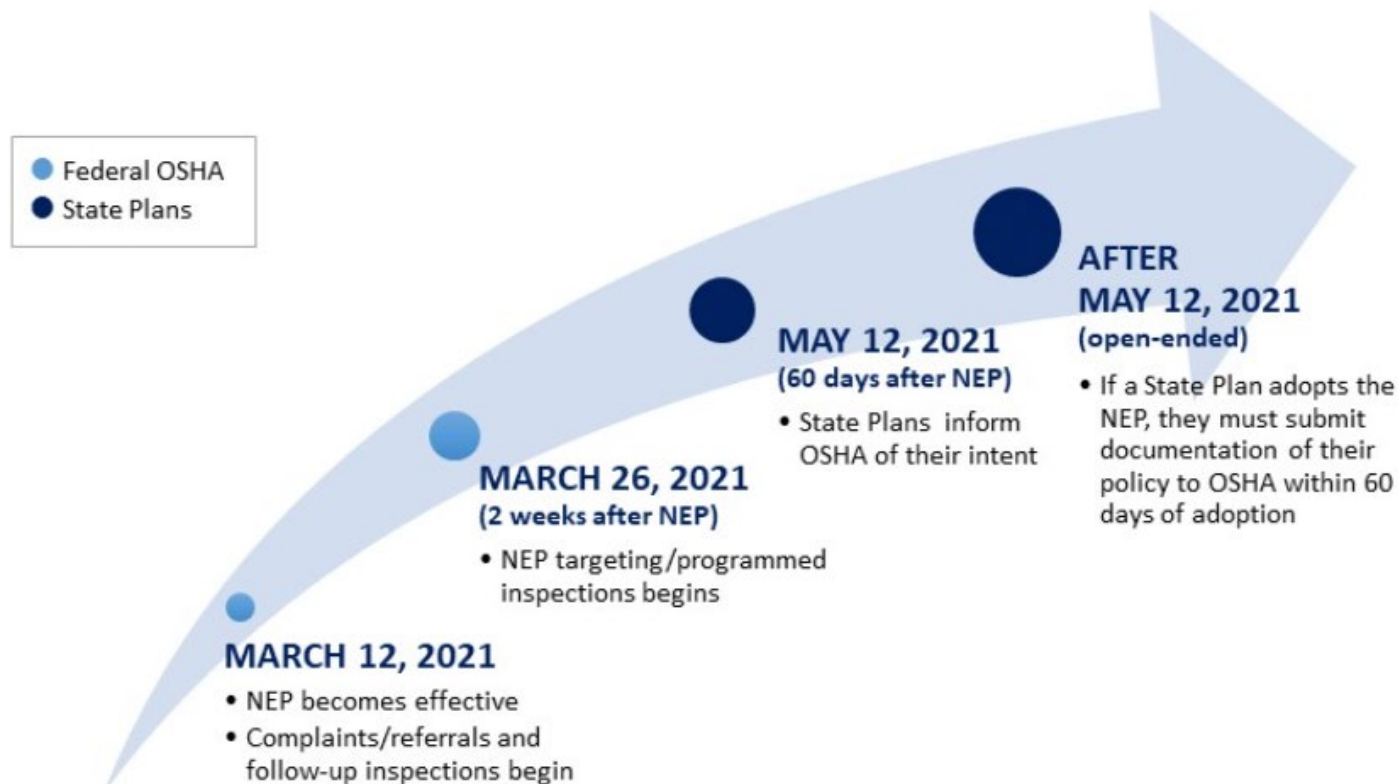 Federal OSHA
State Plans
MARCH 12, 2021
• NEP becomes effective
• Complaints/referrals and
follow-up inspections begin
MARCH 26, 2021
(2 weeks after NEP)
• NEP targeting/programmed
inspections begins
MAY 12, 2021
(60 days after NEP)
• State Plans inform
OSHA of their intent
AFTER
MAY 12, 2021
(open-ended)
• If a State Plan adopts the
NEP, they must submit
documentation of their
policy to OSHA within 60
days of adoption